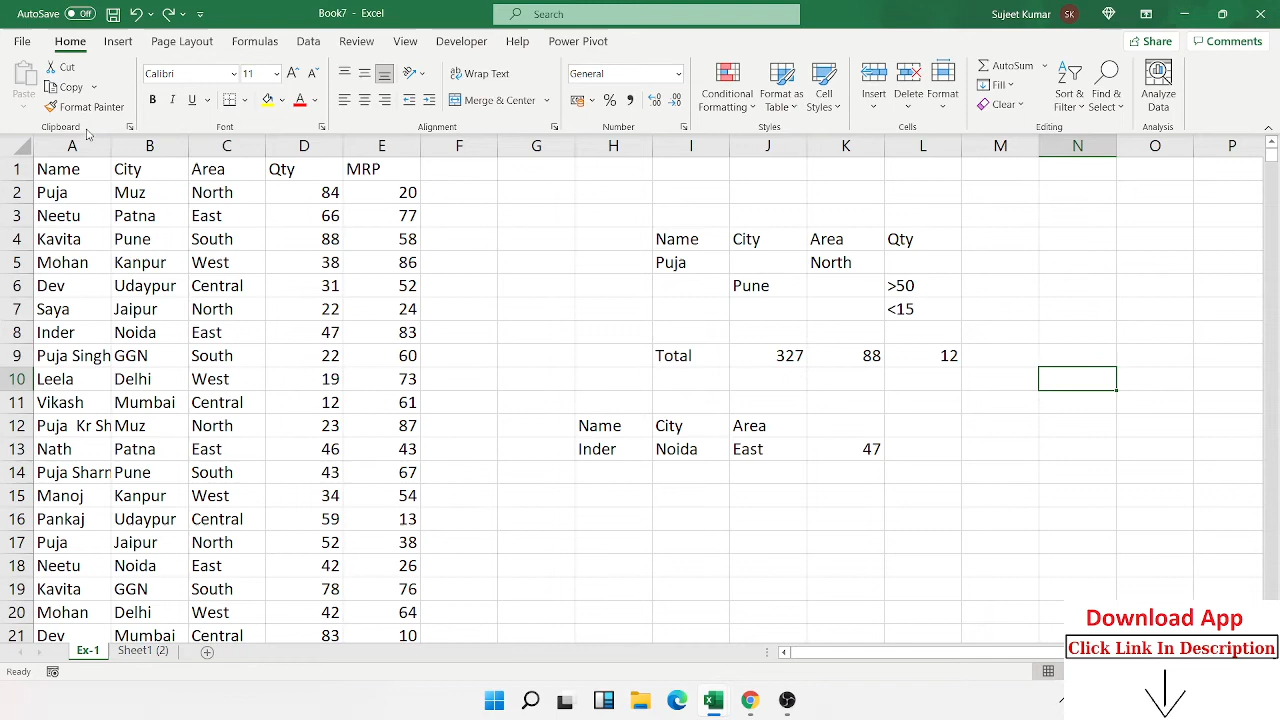 AutoSave Off Book7 - Excel Search Sujeet Kumar SK
File Home Insert Page Layout Formulas Data Review View Developer Help Power Pivot Share Comments
Paste Cut Copy Format Painter
Calibri 11 B I U A
Wrap Text Merge & Center
General % ,
Conditional Formatting Format as Table Cell Styles
Insert Delete Format
AutoSum Fill Clear Sort & Filter Find & Select
Analyze Data
Clipboard Font Alignment Number Styles Cells Editing Analysis
A B C D E F G H I J K L M N O P
1 Name City Area Qty MRP
2 Puja Muz North 84 20
3 Neetu Patna East 66 77
4 Kavita Pune South 88 58 Name City Area Qty
5 Mohan Kanpur West 38 86 Puja North
6 Dev Udaypur Central 31 52 Pune >50
7 Saya Jaipur North 22 24 <15
8 Inder Noida East 47 83
9 Puja Singh GGN South 22 60 Total 327 88 12
10 Leela Delhi West 19 73
11 Vikash Mumbai Central 12 61
12 Puja Kr Sh Muz North 23 87 Name City Area
13 Nath Patna East 46 43 Inder Noida East 47
14 Puja Sharm Pune South 43 67
15 Manoj Kanpur West 34 54
16 Pankaj Udaypur Central 59 13
17 Puja Jaipur North 52 38
18 Neetu Noida East 42 26
19 Kavita GGN South 78 76
20 Mohan Delhi West 42 64
21 Dev Mumbai Central 83 10
Ex-1 Sheet1 (2)
Ready
Download App
Click Link In Description